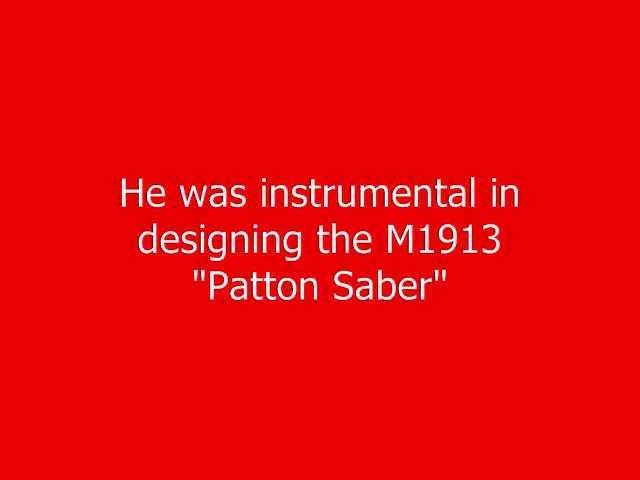 He was instrumental in
designing the M1913
"Patton Saber"